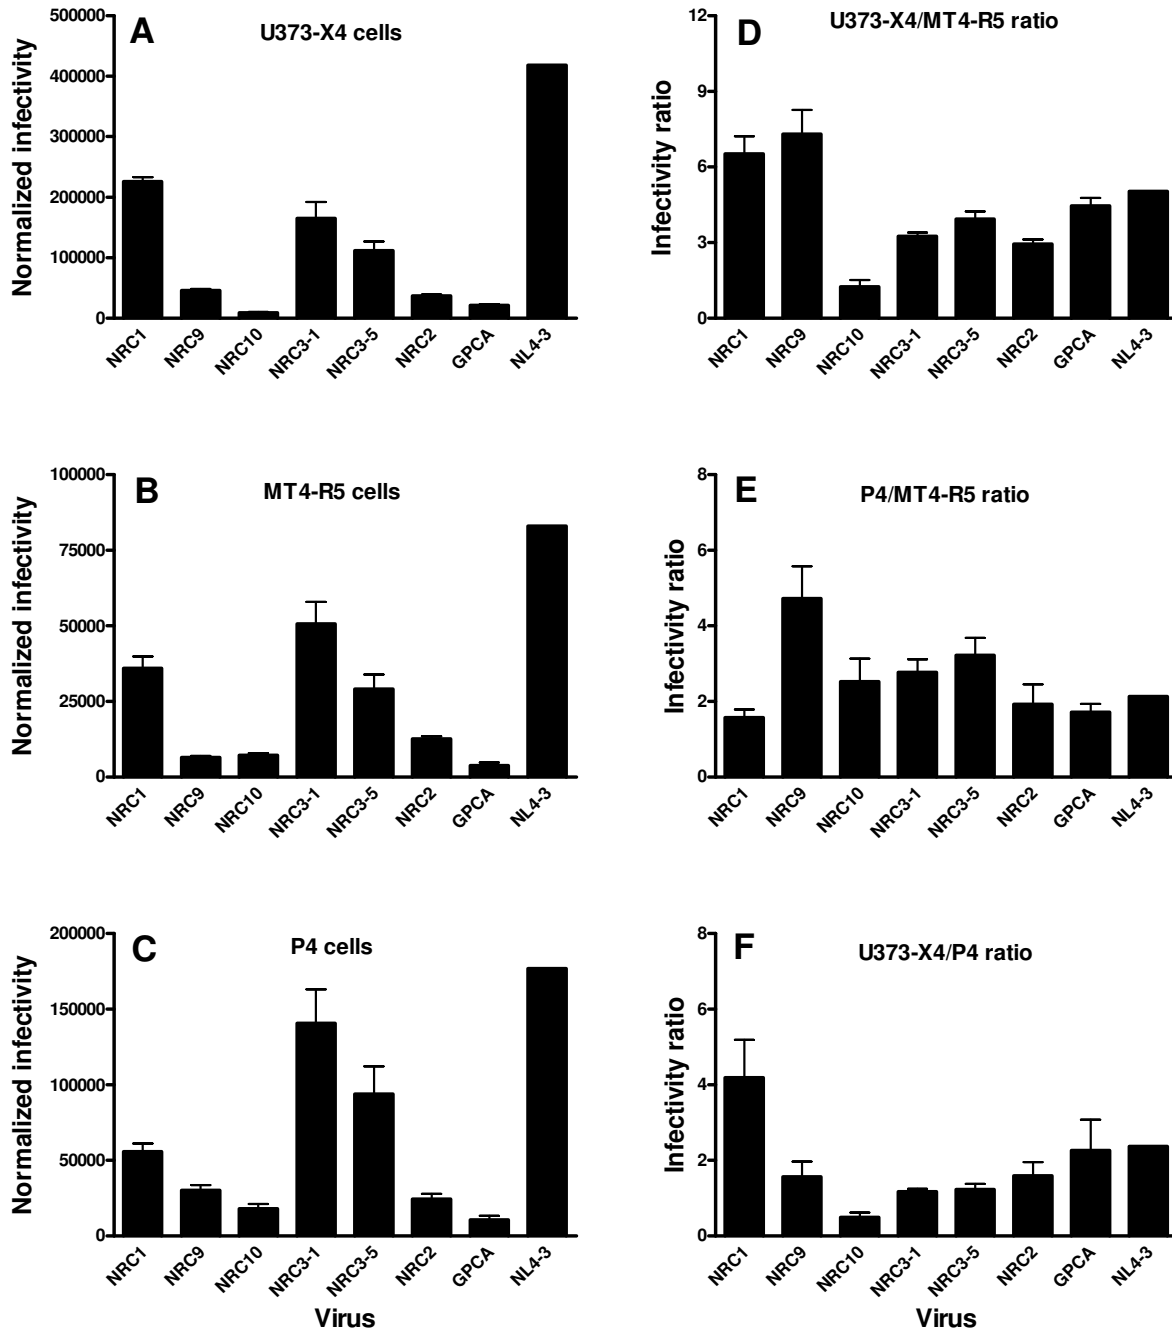 A
U373-X4 cells
Normalized infectivity
500000
400000
300000
200000
100000
0
NRC1
NRC9
NRC10
NRC3-1
NRC3-5
NRC2
GPCA
NL4-3
D
U373-X4/MT4-R5 ratio
Infectivity ratio
12
9
6
3
0
NRC1
NRC9
NRC10
NRC3-1
NRC3-5
NRC2
GPCA
NL4-3
B
MT4-R5 cells
Normalized infectivity
100000
75000
50000
25000
0
NRC1
NRC9
NRC10
NRC3-1
NRC3-5
NRC2
GPCA
NL4-3
E
P4/MT4-R5 ratio
Infectivity ratio
8
6
4
2
0
NRC1
NRC9
NRC10
NRC3-1
NRC3-5
NRC2
GPCA
NL4-3
C
P4 cells
Normalized infectivity
200000
150000
100000
50000
0
NRC1
NRC9
NRC10
NRC3-1
NRC3-5
NRC2
GPCA
NL4-3
Virus
F
U373-X4/P4 ratio
Infectivity ratio
8
6
4
2
0
NRC1
NRC9
NRC10
NRC3-1
NRC3-5
NRC2
GPCA
NL4-3
Virus